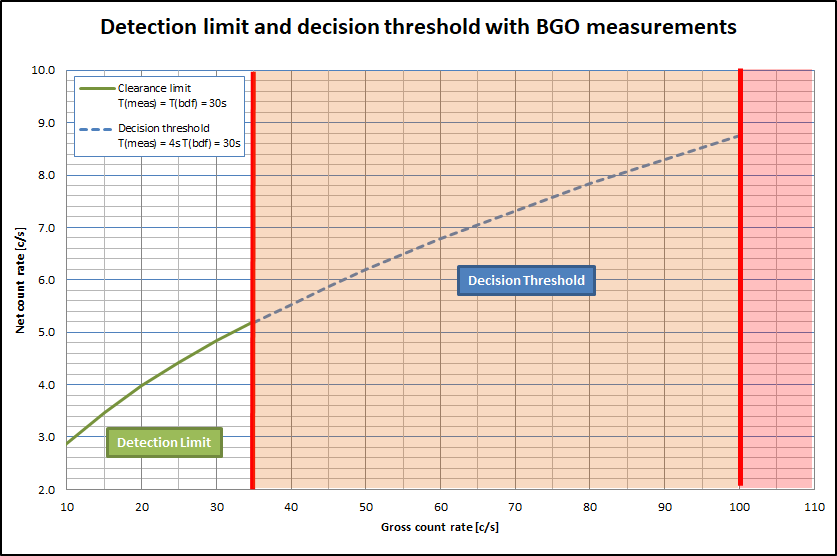 Detection limit and decision threshold with BGO measurements
10.0
9.0
8.0
7.0
6.0
5.0
4.0
3.0
2.0
Net count rate [c/s]
Clearance limit
T(meas) = T(bdf) = 30s
Decision threshold
T(meas) = 4s T(bdf) = 30s
Decision Threshold
Detection Limit
10 20 30 40 50 60 70 80 90 100 110
Gross count rate [c/s]